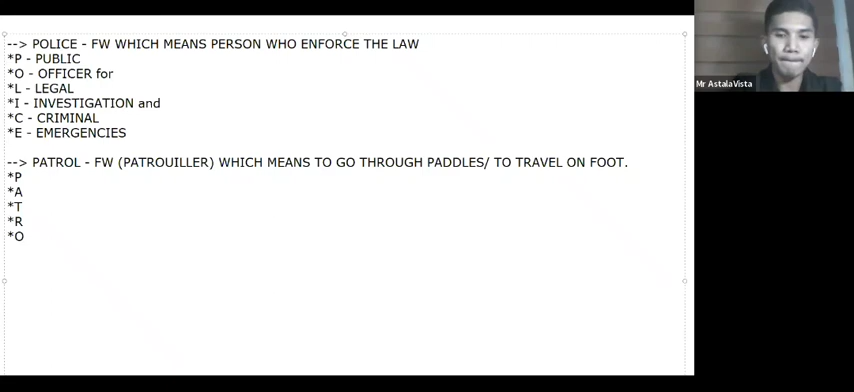 --> POLICE - FW WHICH MEANS PERSON WHO ENFORCE THE LAW
*P - PUBLIC
*O - OFFICER for
*L - LEGAL
*I - INVESTIGATION and
*C - CRIMINAL
*E - EMERGENCIES
--> PATROL - FW (PATROUILLER) WHICH MEANS TO GO THROUGH PADDLES/ TO TRAVEL ON FOOT.
*P
*A
*T
*R
*O
Mr AstalaVista